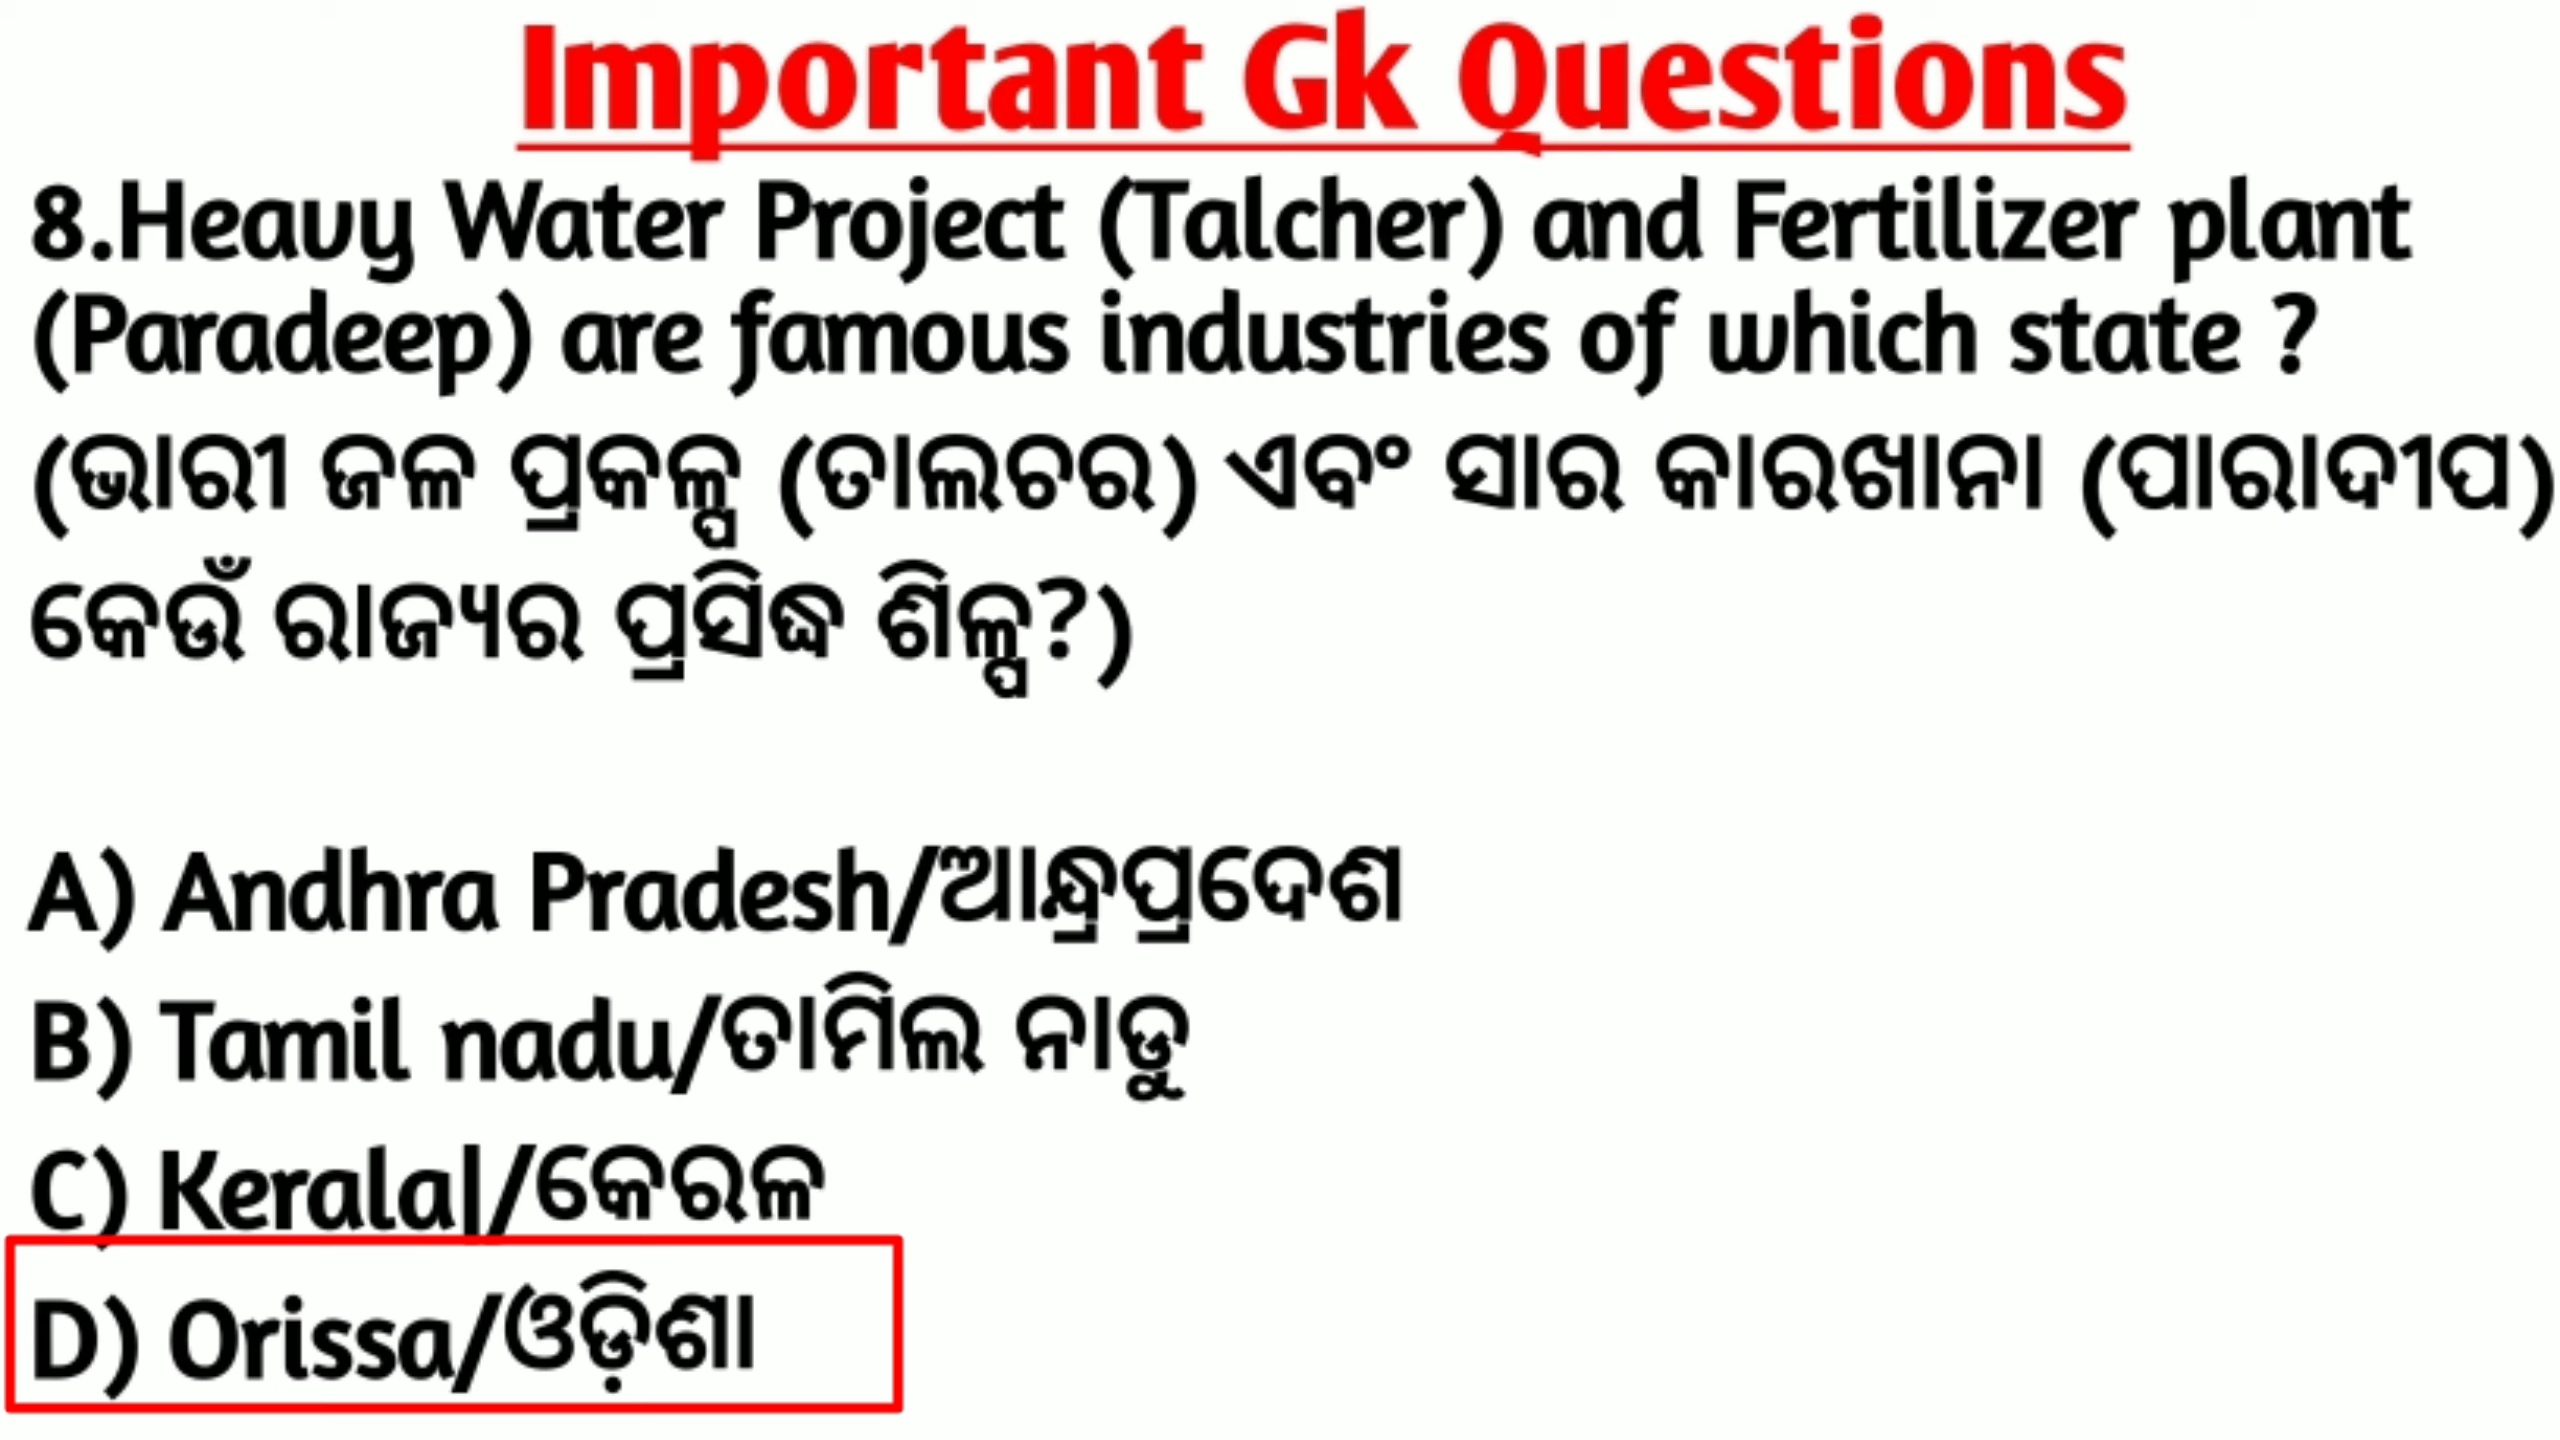 Important Gk Questions
8.Heavy Water Project (Talcher) and Fertilizer plant
(Paradeep) are famous industries of which state ?
(ଭାରୀ ଜଳ ପ୍ରକଳ୍ପ (ତାଲଚର) ଏବଂ ସାର କାରଖାନା (ପାରାଦୀପ)
କେଉଁ ରାଜ୍ୟର ପ୍ରସିଦ୍ଧ ଶିଳ୍ପ?)
A) Andhra Pradesh/ଆନ୍ଧ୍ରପ୍ରଦେଶ
B) Tamil nadu/ତାମିଲ ନାଡୁ
C) Kerala|/କେରଳ
D) Orissa/ଓଡ଼ିଶା